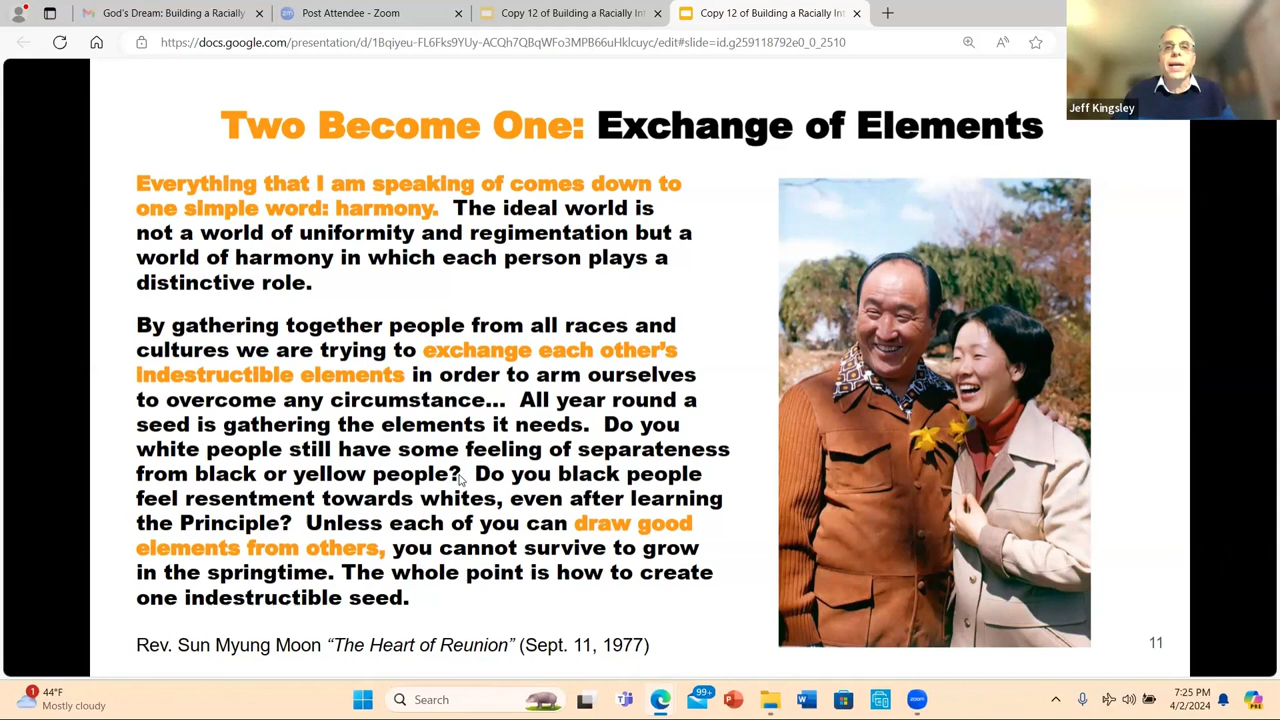 God's Dream: Building a Racially
Post Attendee - Zoom
Copy 12 of Building a Racially Int
Copy 12 of Building a Racially Int
https://docs.google.com/presentation/d/1Bqiyeu-FL6Fks9YUy-ACQh7QBqWFo3MPB66uHklcuyc/edit#slide=id.g259118792e0_0_2510
Jeff Kingsley
Two Become One: Exchange of Elements
Everything that I am speaking of comes down to
one simple word: harmony. The ideal world is
not a world of uniformity and regimentation but a
world of harmony in which each person plays a
distinctive role.
By gathering together people from all races and
cultures we are trying to exchange each other's
indestructible elements in order to arm ourselves
to overcome any circumstance... All year round a
seed is gathering the elements it needs. Do you
white people still have some feeling of separateness
from black or yellow people? Do you black people
feel resentment towards whites, even after learning
the Principle? Unless each of you can draw good
elements from others, you cannot survive to grow
in the springtime. The whole point is how to create
one indestructible seed.
Rev. Sun Myung Moon "The Heart of Reunion" (Sept. 11, 1977)
11
1
44°F
Mostly cloudy
Search
99+
7:25 PM
4/2/2024
PRE